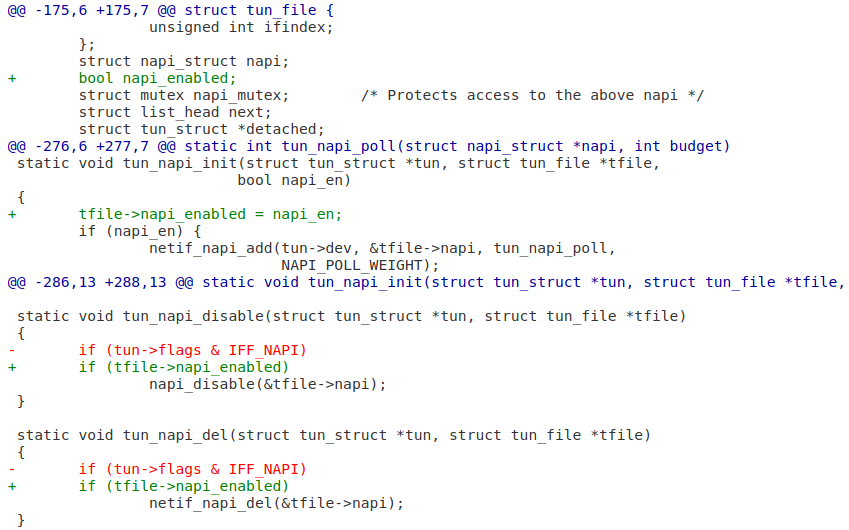 @@ -175,6 +175,7 @@ struct tun_file {
                unsigned int ifindex;
        };
        struct napi_struct napi;
+       bool napi_enabled;
        struct mutex napi_mutex;        /* Protects access to the above napi */
        struct list_head next;
        struct tun_struct *detached;
@@ -276,6 +277,7 @@ static int tun_napi_poll(struct napi_struct *napi, int budget)
 static void tun_napi_init(struct tun_struct *tun, struct tun_file *tfile,
                          bool napi_en)
 {
+       tfile->napi_enabled = napi_en;
        if (napi_en) {
                netif_napi_add(tun->dev, &tfile->napi, tun_napi_poll,
                               NAPI_POLL_WEIGHT);
@@ -286,13 +288,13 @@ static void tun_napi_init(struct tun_struct *tun, struct tun_file *tfile,
 static void tun_napi_disable(struct tun_struct *tun, struct tun_file *tfile)
 {
-       if (tun->flags & IFF_NAPI)
+       if (tfile->napi_enabled)
                napi_disable(&tfile->napi);
 }
 static void tun_napi_del(struct tun_struct *tun, struct tun_file *tfile)
 {
-       if (tun->flags & IFF_NAPI)
+       if (tfile->napi_enabled)
                netif_napi_del(&tfile->napi);
 }